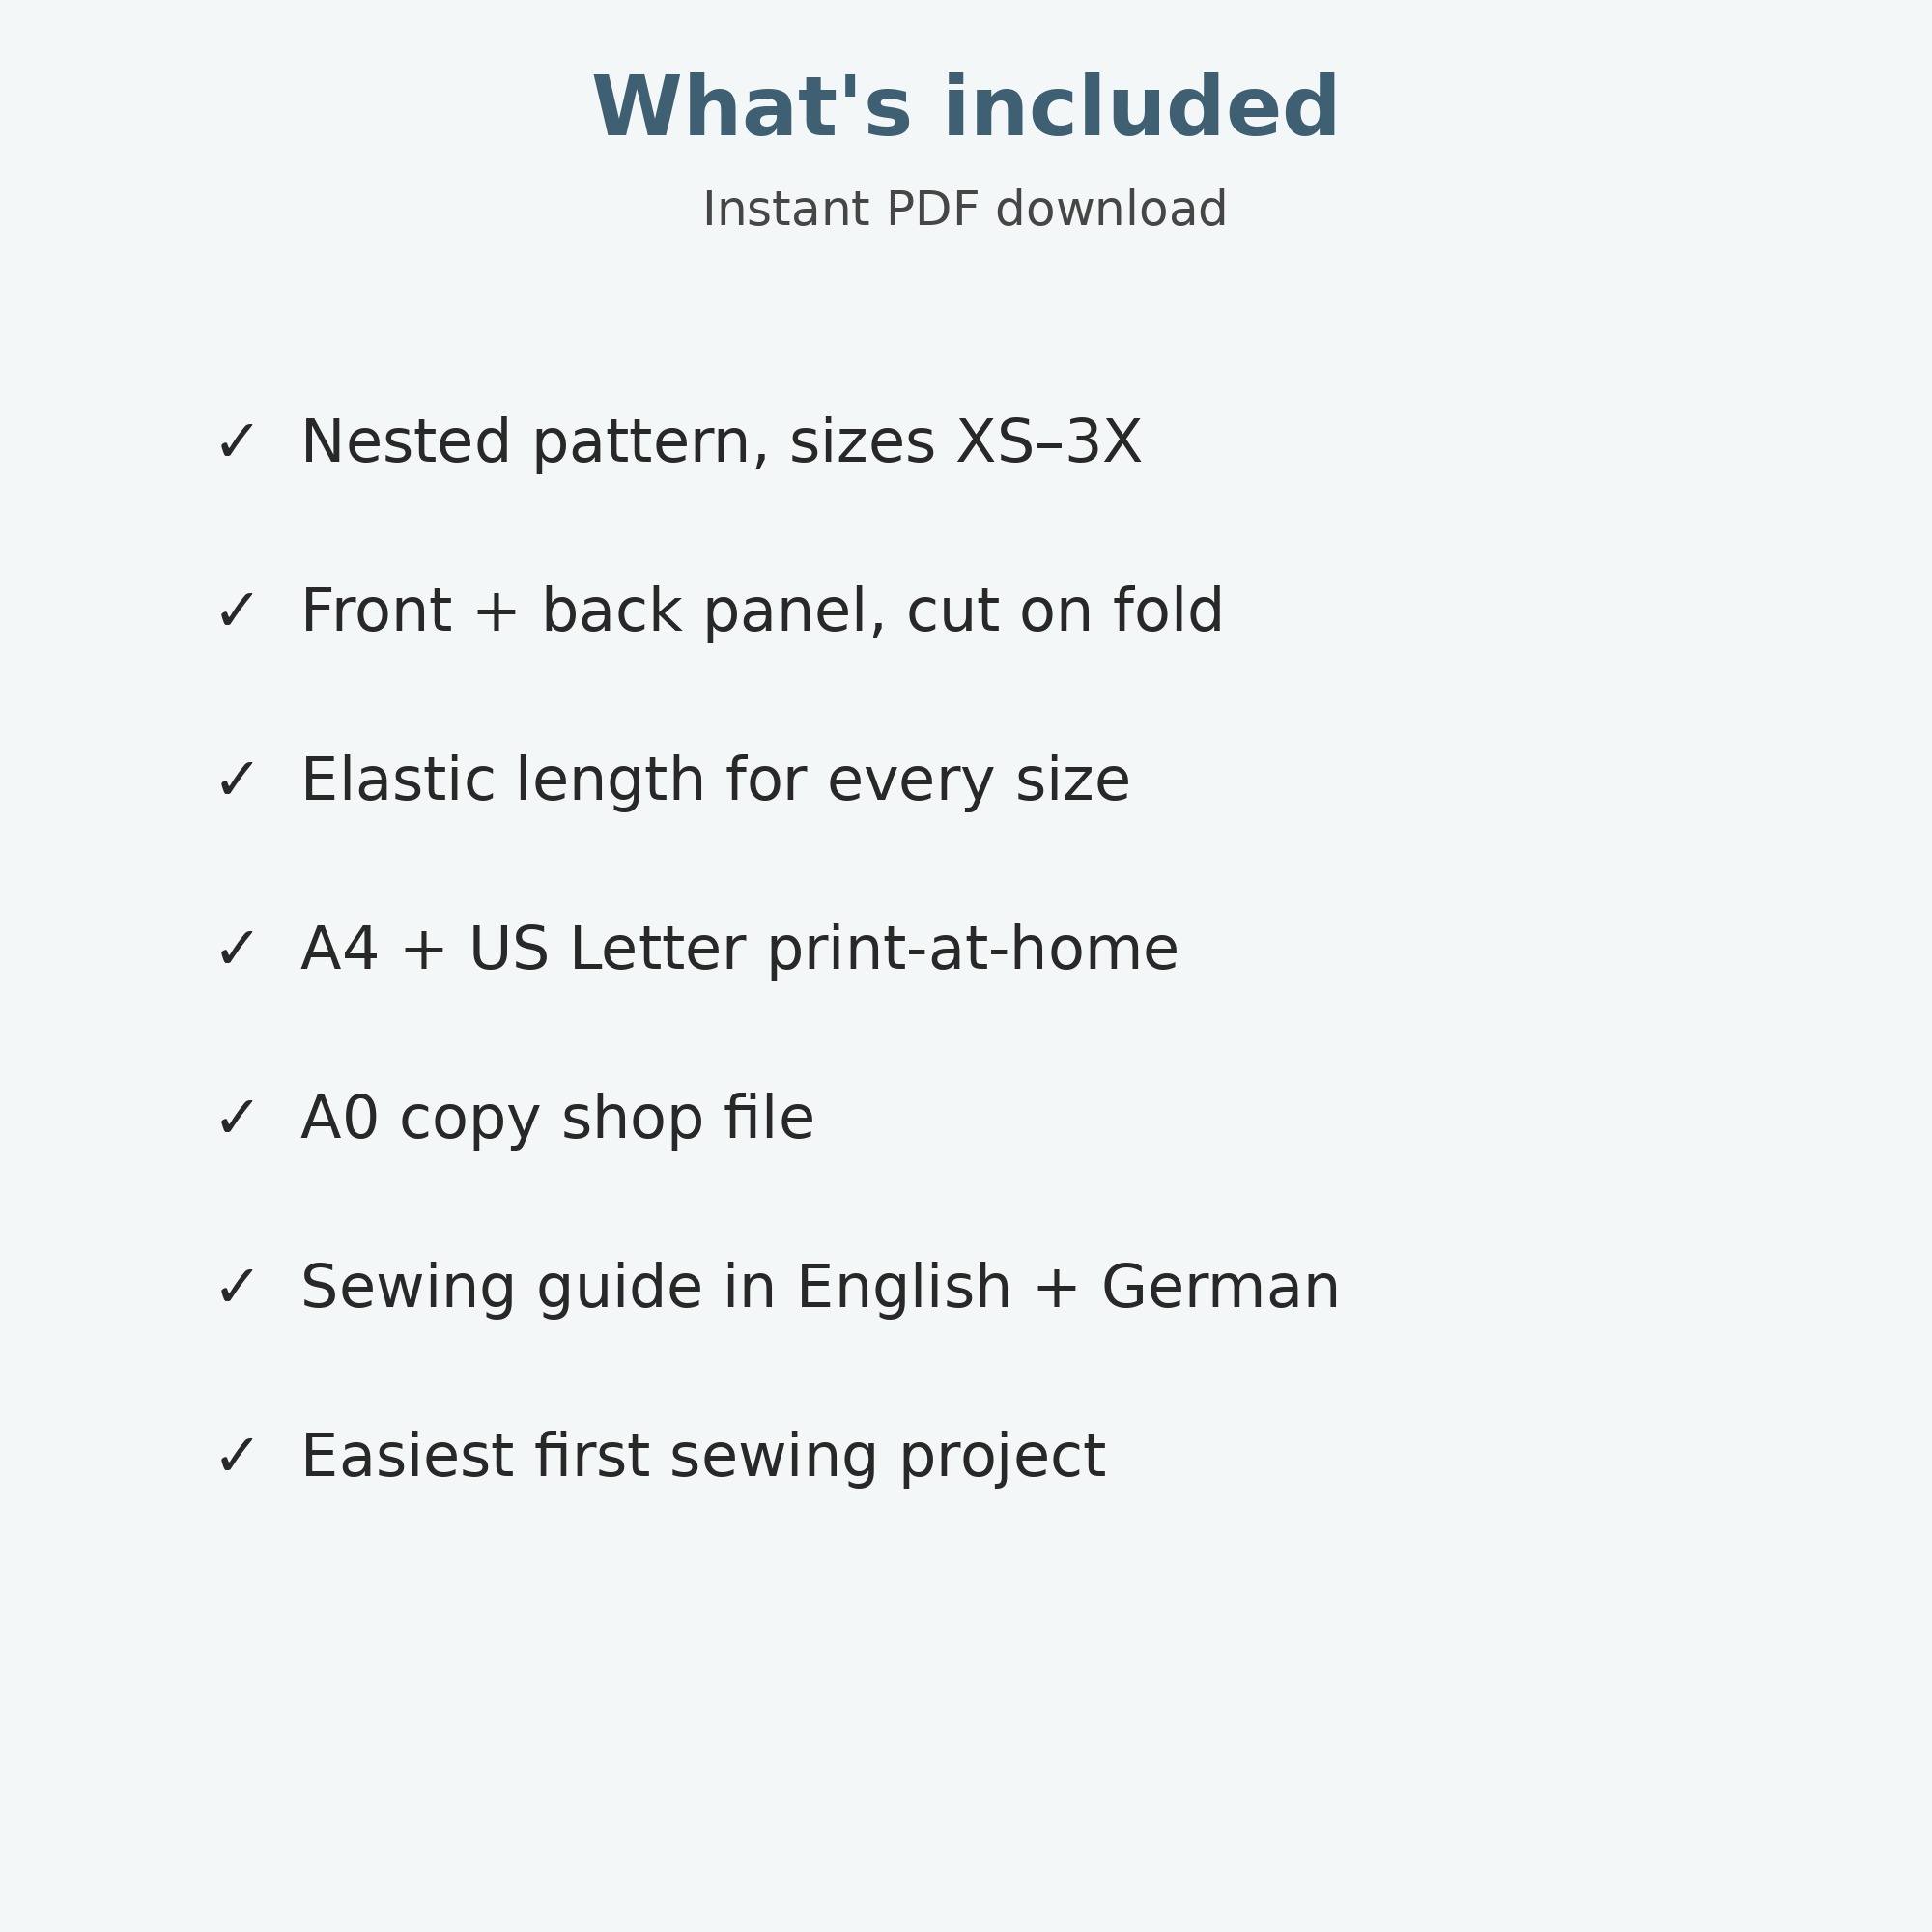 What's included
Instant PDF download
✓ Nested pattern, sizes XS–3X
✓ Front + back panel, cut on fold
✓ Elastic length for every size
✓ A4 + US Letter print-at-home
✓ A0 copy shop file
✓ Sewing guide in English + German
✓ Easiest first sewing project